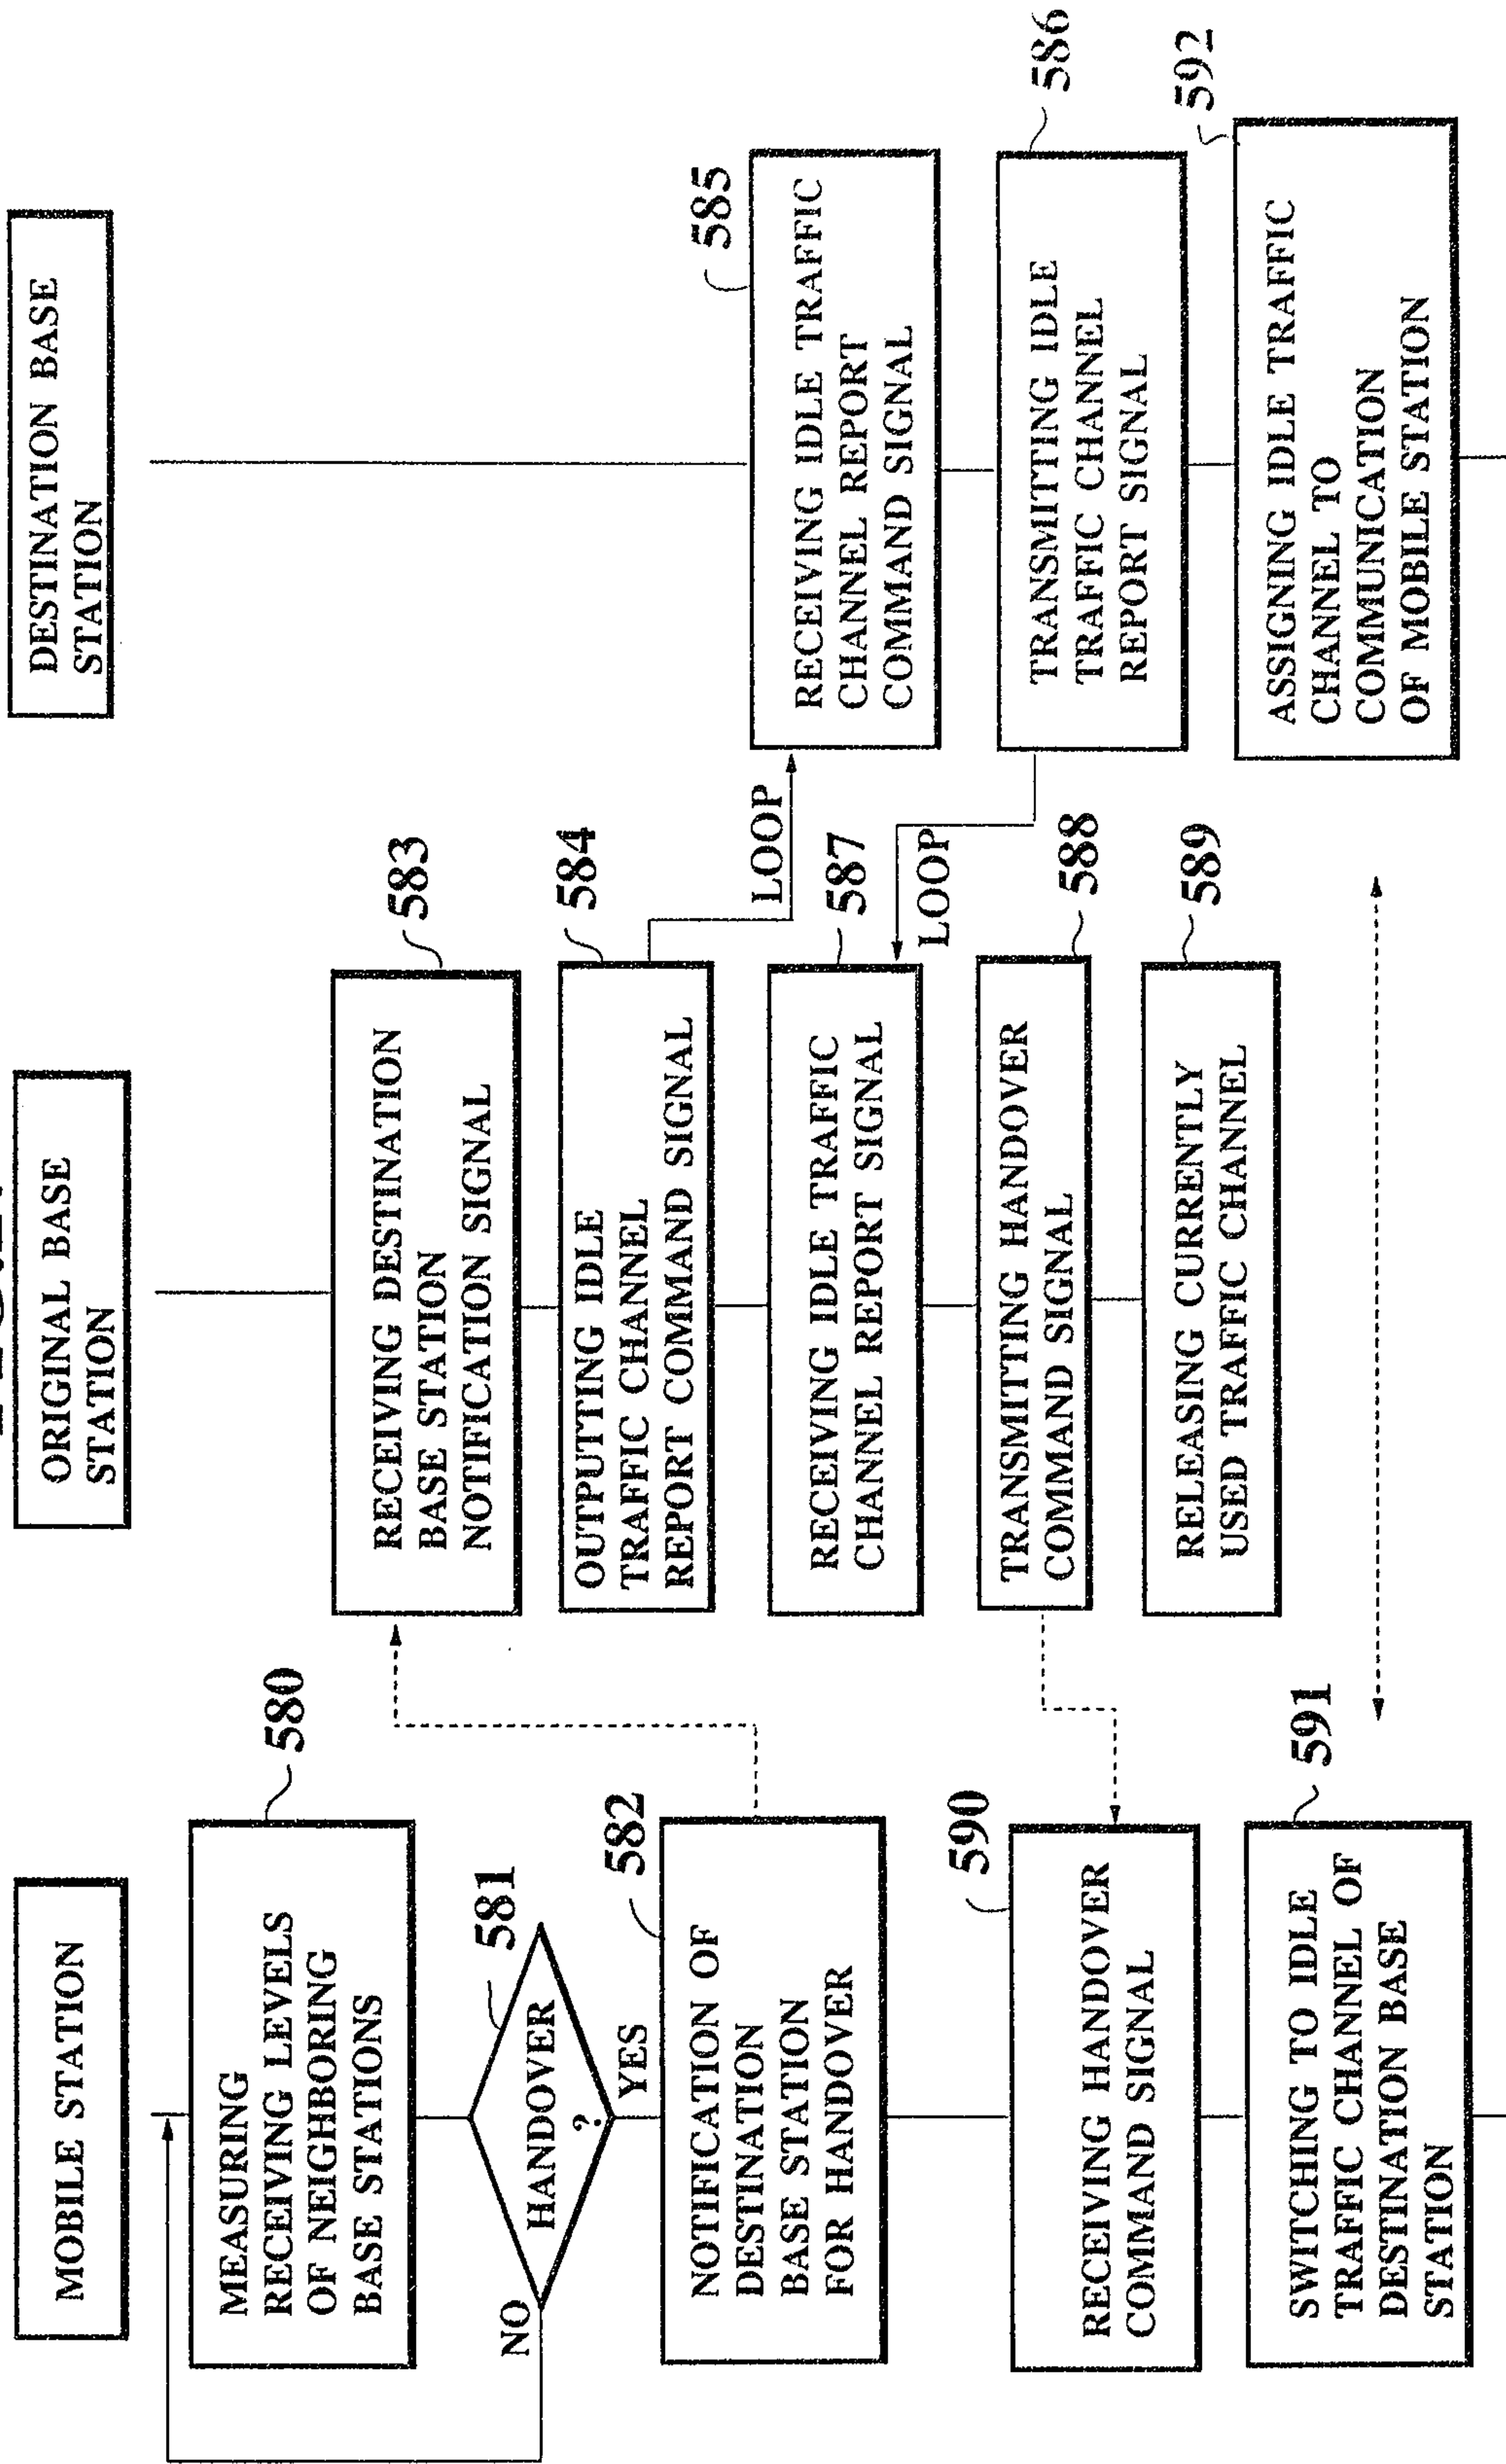 MOBILE STATION
MEASURING
RECEIVING LEVELS
OF NEIGHBORING
BASE STATIONS
580
HANDOVER
?
581
NO
YES
NOTIFICATION OF
DESTINATION
BASE STATION
FOR HANDOVER
582
RECEIVING HANDOVER
COMMAND SIGNAL
590
SWITCHING TO IDLE
TRAFFIC CHANNEL OF
DESTINATION BASE
STATION
591
ORIGINAL BASE
STATION
RECEIVING DESTINATION
BASE STATION
NOTIFICATION SIGNAL
583
OUTPUTTING IDLE
TRAFFIC CHANNEL
REPORT COMMAND SIGNAL
584
LOOP
RECEIVING IDLE TRAFFIC
CHANNEL REPORT SIGNAL
587
LOOP
TRANSMITTING HANDOVER
COMMAND SIGNAL
588
RELEASING CURRENTLY
USED TRAFFIC CHANNEL
589
DESTINATION BASE
STATION
RECEIVING IDLE TRAFFIC
CHANNEL REPORT
COMMAND SIGNAL
585
TRANSMITTING IDLE
TRAFFIC CHANNEL
REPORT SIGNAL
586
ASSIGNING IDLE TRAFFIC
CHANNEL TO
COMMUNICATION
OF MOBILE STATION
592